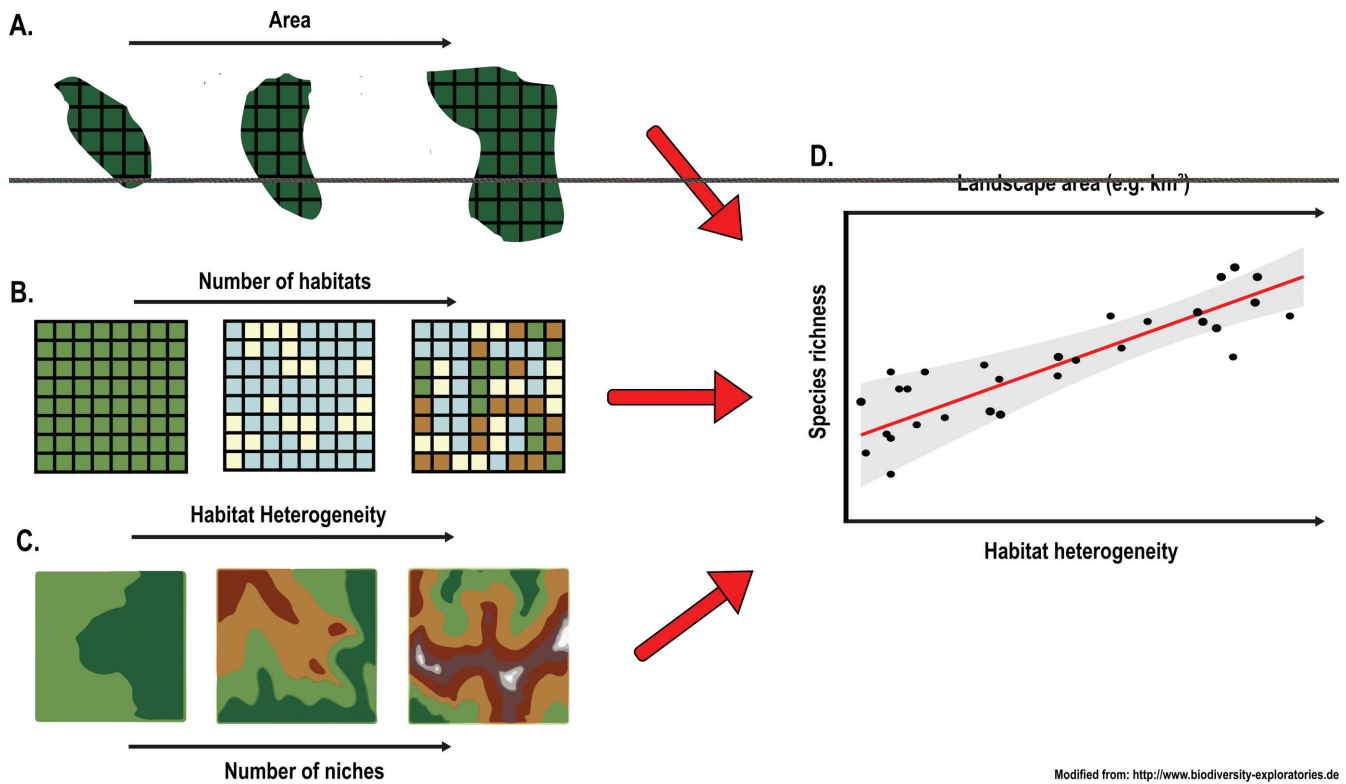 A.
Area
D.
Landscape area (e.g. km²)
Number of habitats
B.
Species richness
Habitat Heterogeneity
C.
Habitat heterogeneity
Number of niches
Modified from: http://www.biodiversity-exploratories.de